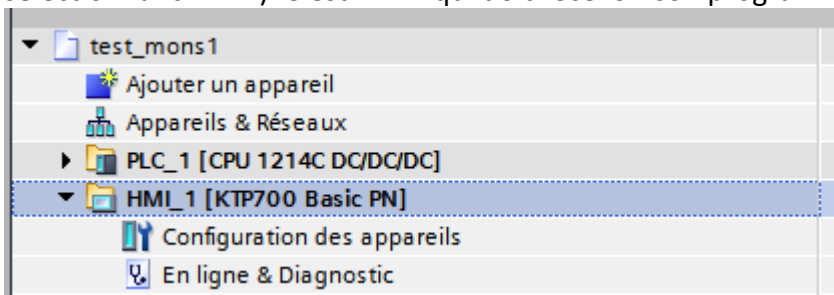 test_mons1
Ajouter un appareil
Appareils & Réseaux
PLC_1 [CPU 1214C DC/DC/DC]
HMI_1 [KTP700 Basic PN]
Configuration des appareils
En ligne & Diagnostic